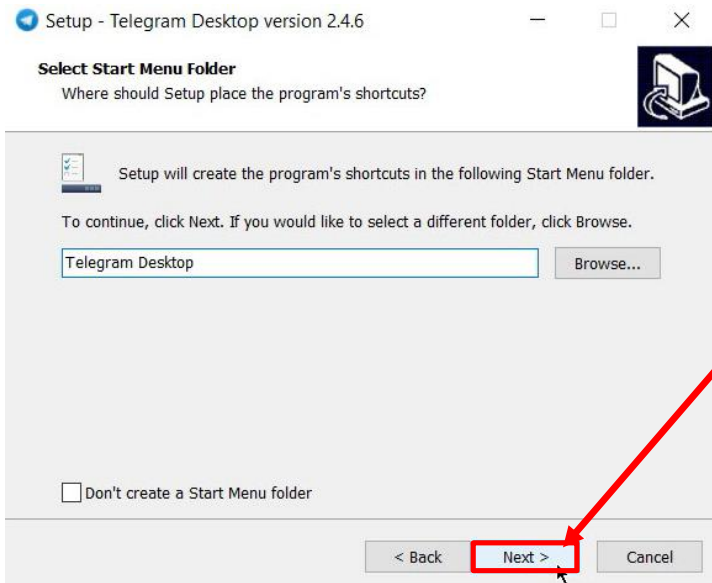 Setup - Telegram Desktop version 2.4.6
Select Start Menu Folder
Where should Setup place the program's shortcuts?
Setup will create the program's shortcuts in the following Start Menu folder.
To continue, click Next. If you would like to select a different folder, click Browse.
Telegram Desktop
Browse...
Don't create a Start Menu folder
< Back Next > Cancel